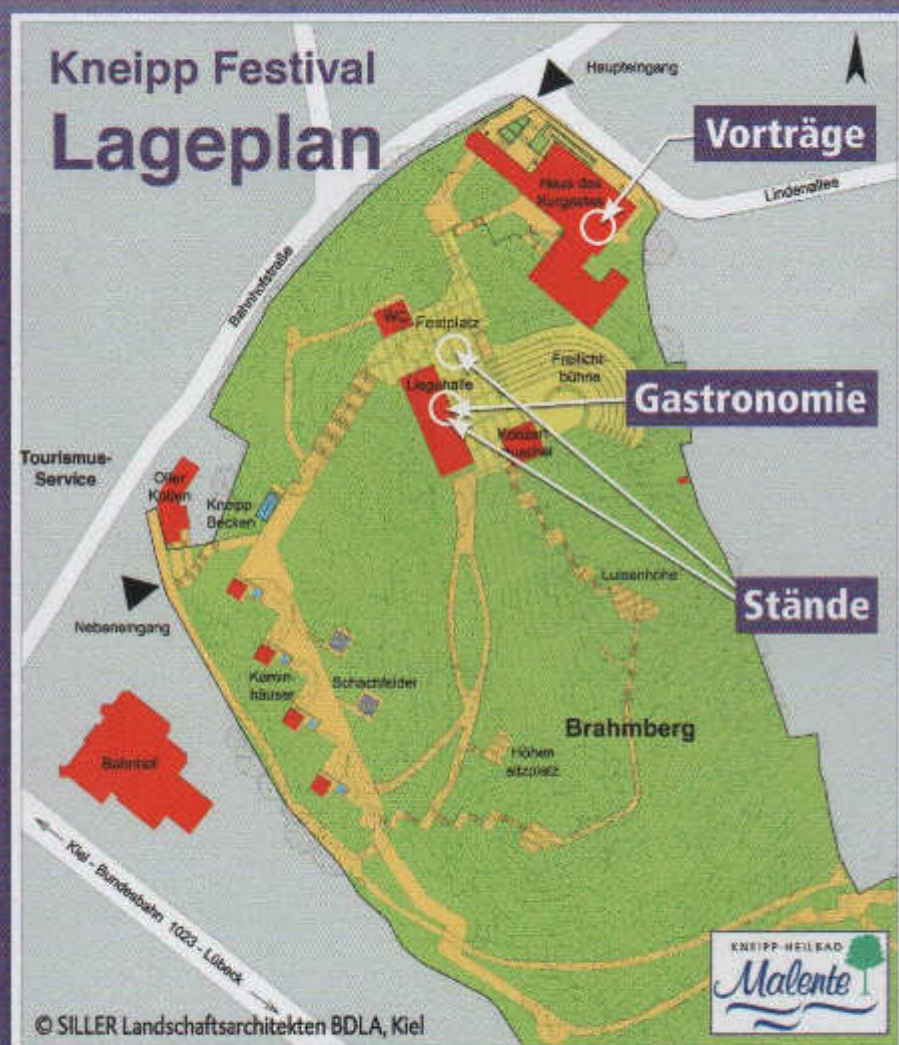 Kneipp Festival
Lageplan
Haupteingang
Vorträge
Haus des
Kurgastes
Lindenallee
Bahnhofstraße
WC
Festplatz
Freilicht-
bühne
Liegehalle
Gastronomie
Konzert-
muschel
Tourismus-
Service
Oller
Kneipp
Becken
Luisenhöhe
Stände
Nebeneingang
Kamin-
häuser
Schachfelder
Brahmberg
Höhen
sitzplatz
Bahnhof
Kiel - Bundesbahn 1023 - Lübeck
KNEIPP-HEILBAD
Malente
© SILLER Landschaftsarchitekten BDLA, Kiel